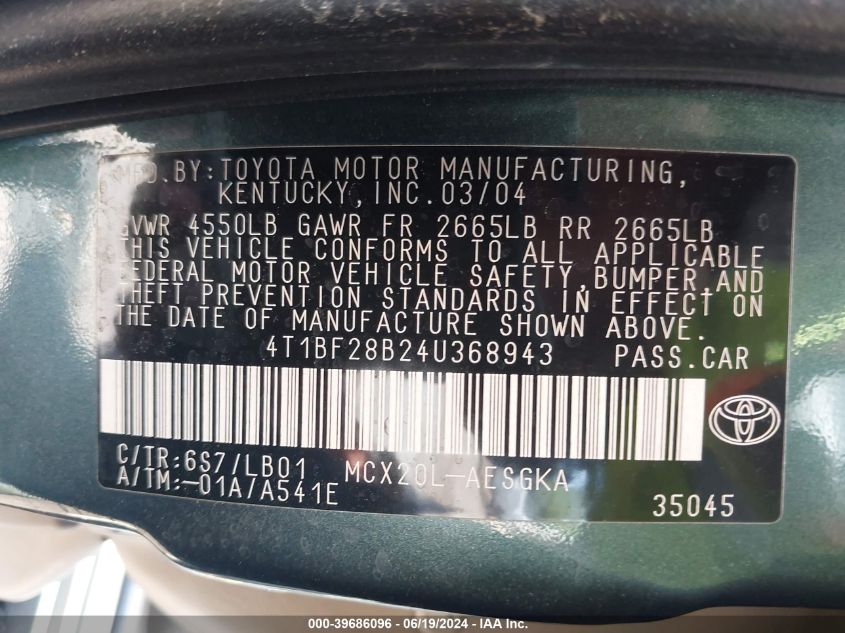 MFD.BY:TOYOTA MOTOR MANUFACTURING,
KENTUCKY,INC.03/04
GVWR 4550LB GAWR FR 2665LB RR 2665LB
THIS VEHICLE CONFORMS TO ALL APPLICABLE
FEDERAL MOTOR VEHICLE SAFETY,BUMPER,AND
THEFT PREVENTION STANDARDS IN EFFECT ON
THE DATE OF MANUFACTURE SHOWN ABOVE.
4T1BF28B24U368943 PASS.CAR
C/TR:6S7/LB01 MCX20L-AESGKA
A/TM:-01A/A541E
35045
000-39686096 - 06/19/2024 - IAA Inc.